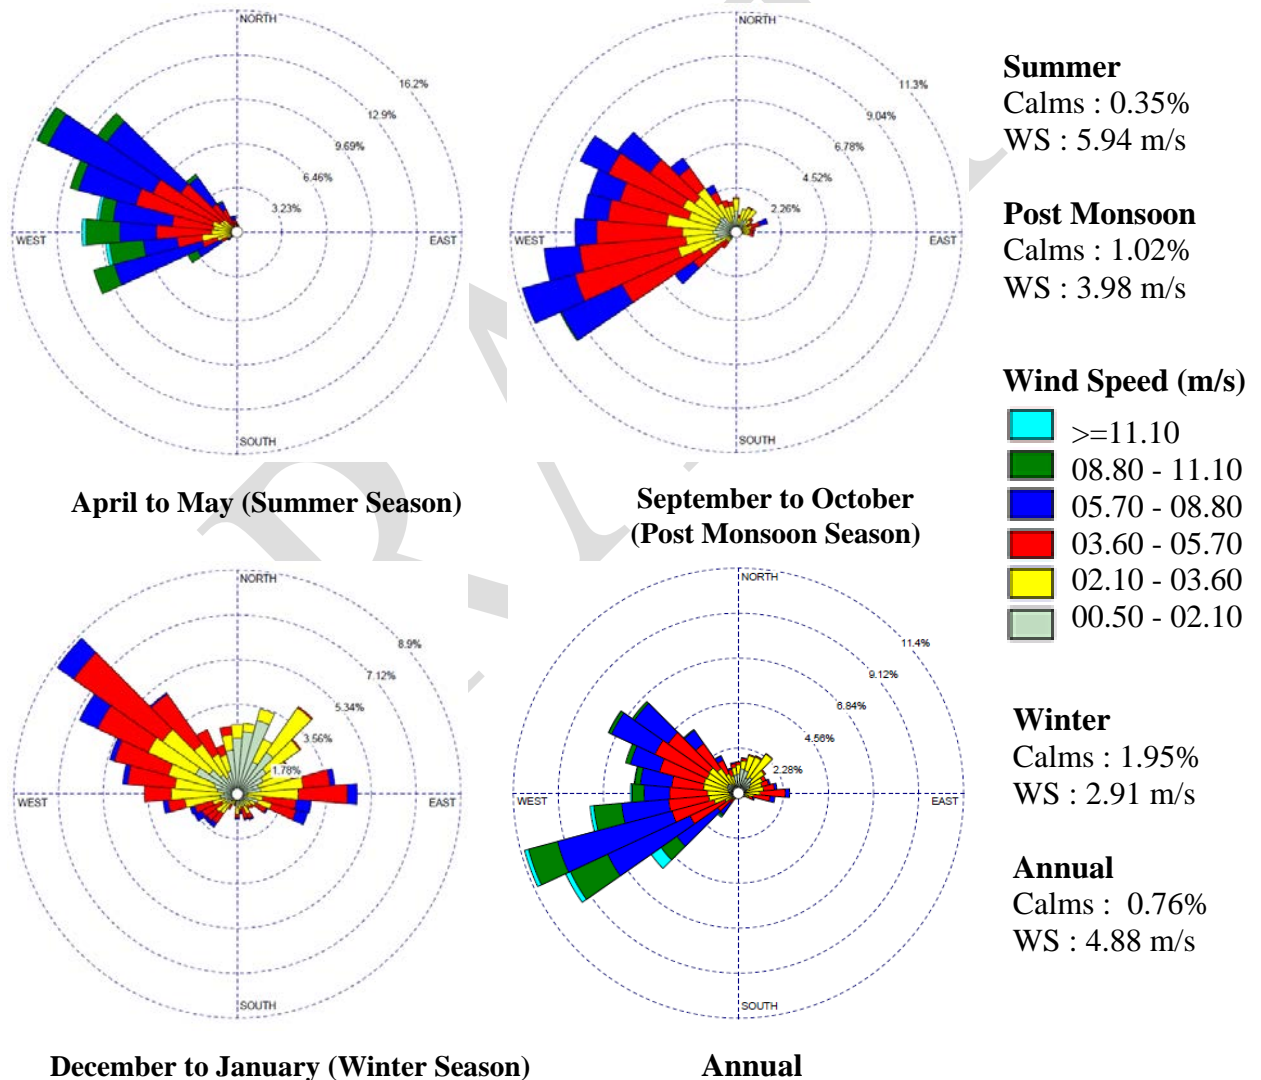 NORTH
16.2%
12.9%
9.69%
6.46%
3.23%
WEST
EAST
SOUTH
April to May (Summer Season)
NORTH
11.3%
9.04%
6.78%
4.52%
2.26%
WEST
EAST
SOUTH
September to October
(Post Monsoon Season)
Summer
Calms : 0.35%
WS : 5.94 m/s
Post Monsoon
Calms : 1.02%
WS : 3.98 m/s
Wind Speed (m/s)
>=11.10
08.80 - 11.10
05.70 - 08.80
03.60 - 05.70
02.10 - 03.60
00.50 - 02.10
NORTH
8.9%
7.12%
5.34%
3.56%
1.78%
WEST
EAST
SOUTH
December to January (Winter Season)
NORTH
11.4%
9.12%
6.84%
4.56%
2.28%
WEST
EAST
SOUTH
Annual
Winter
Calms : 1.95%
WS : 2.91 m/s
Annual
Calms : 0.76%
WS : 4.88 m/s